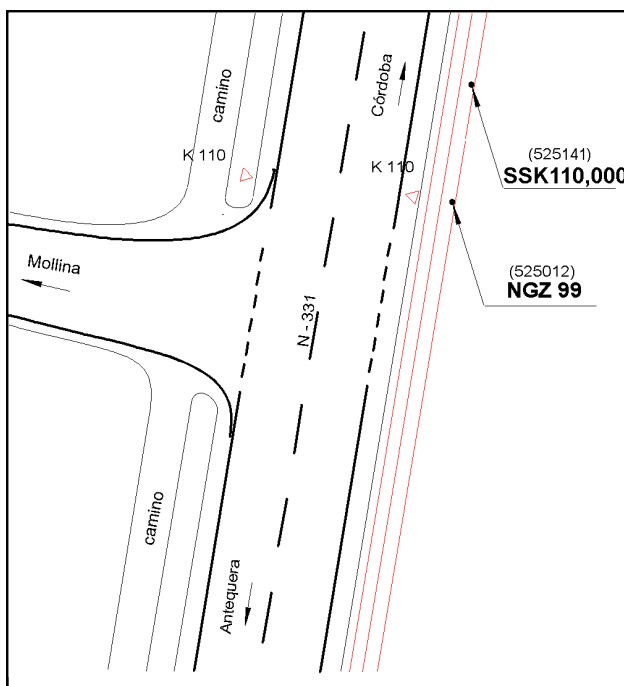 camino
Córdoba
K 110
K 110
(525141)
SSK110,000
Mollina
(525012)
NGZ 99
N - 331
camino
Antequera